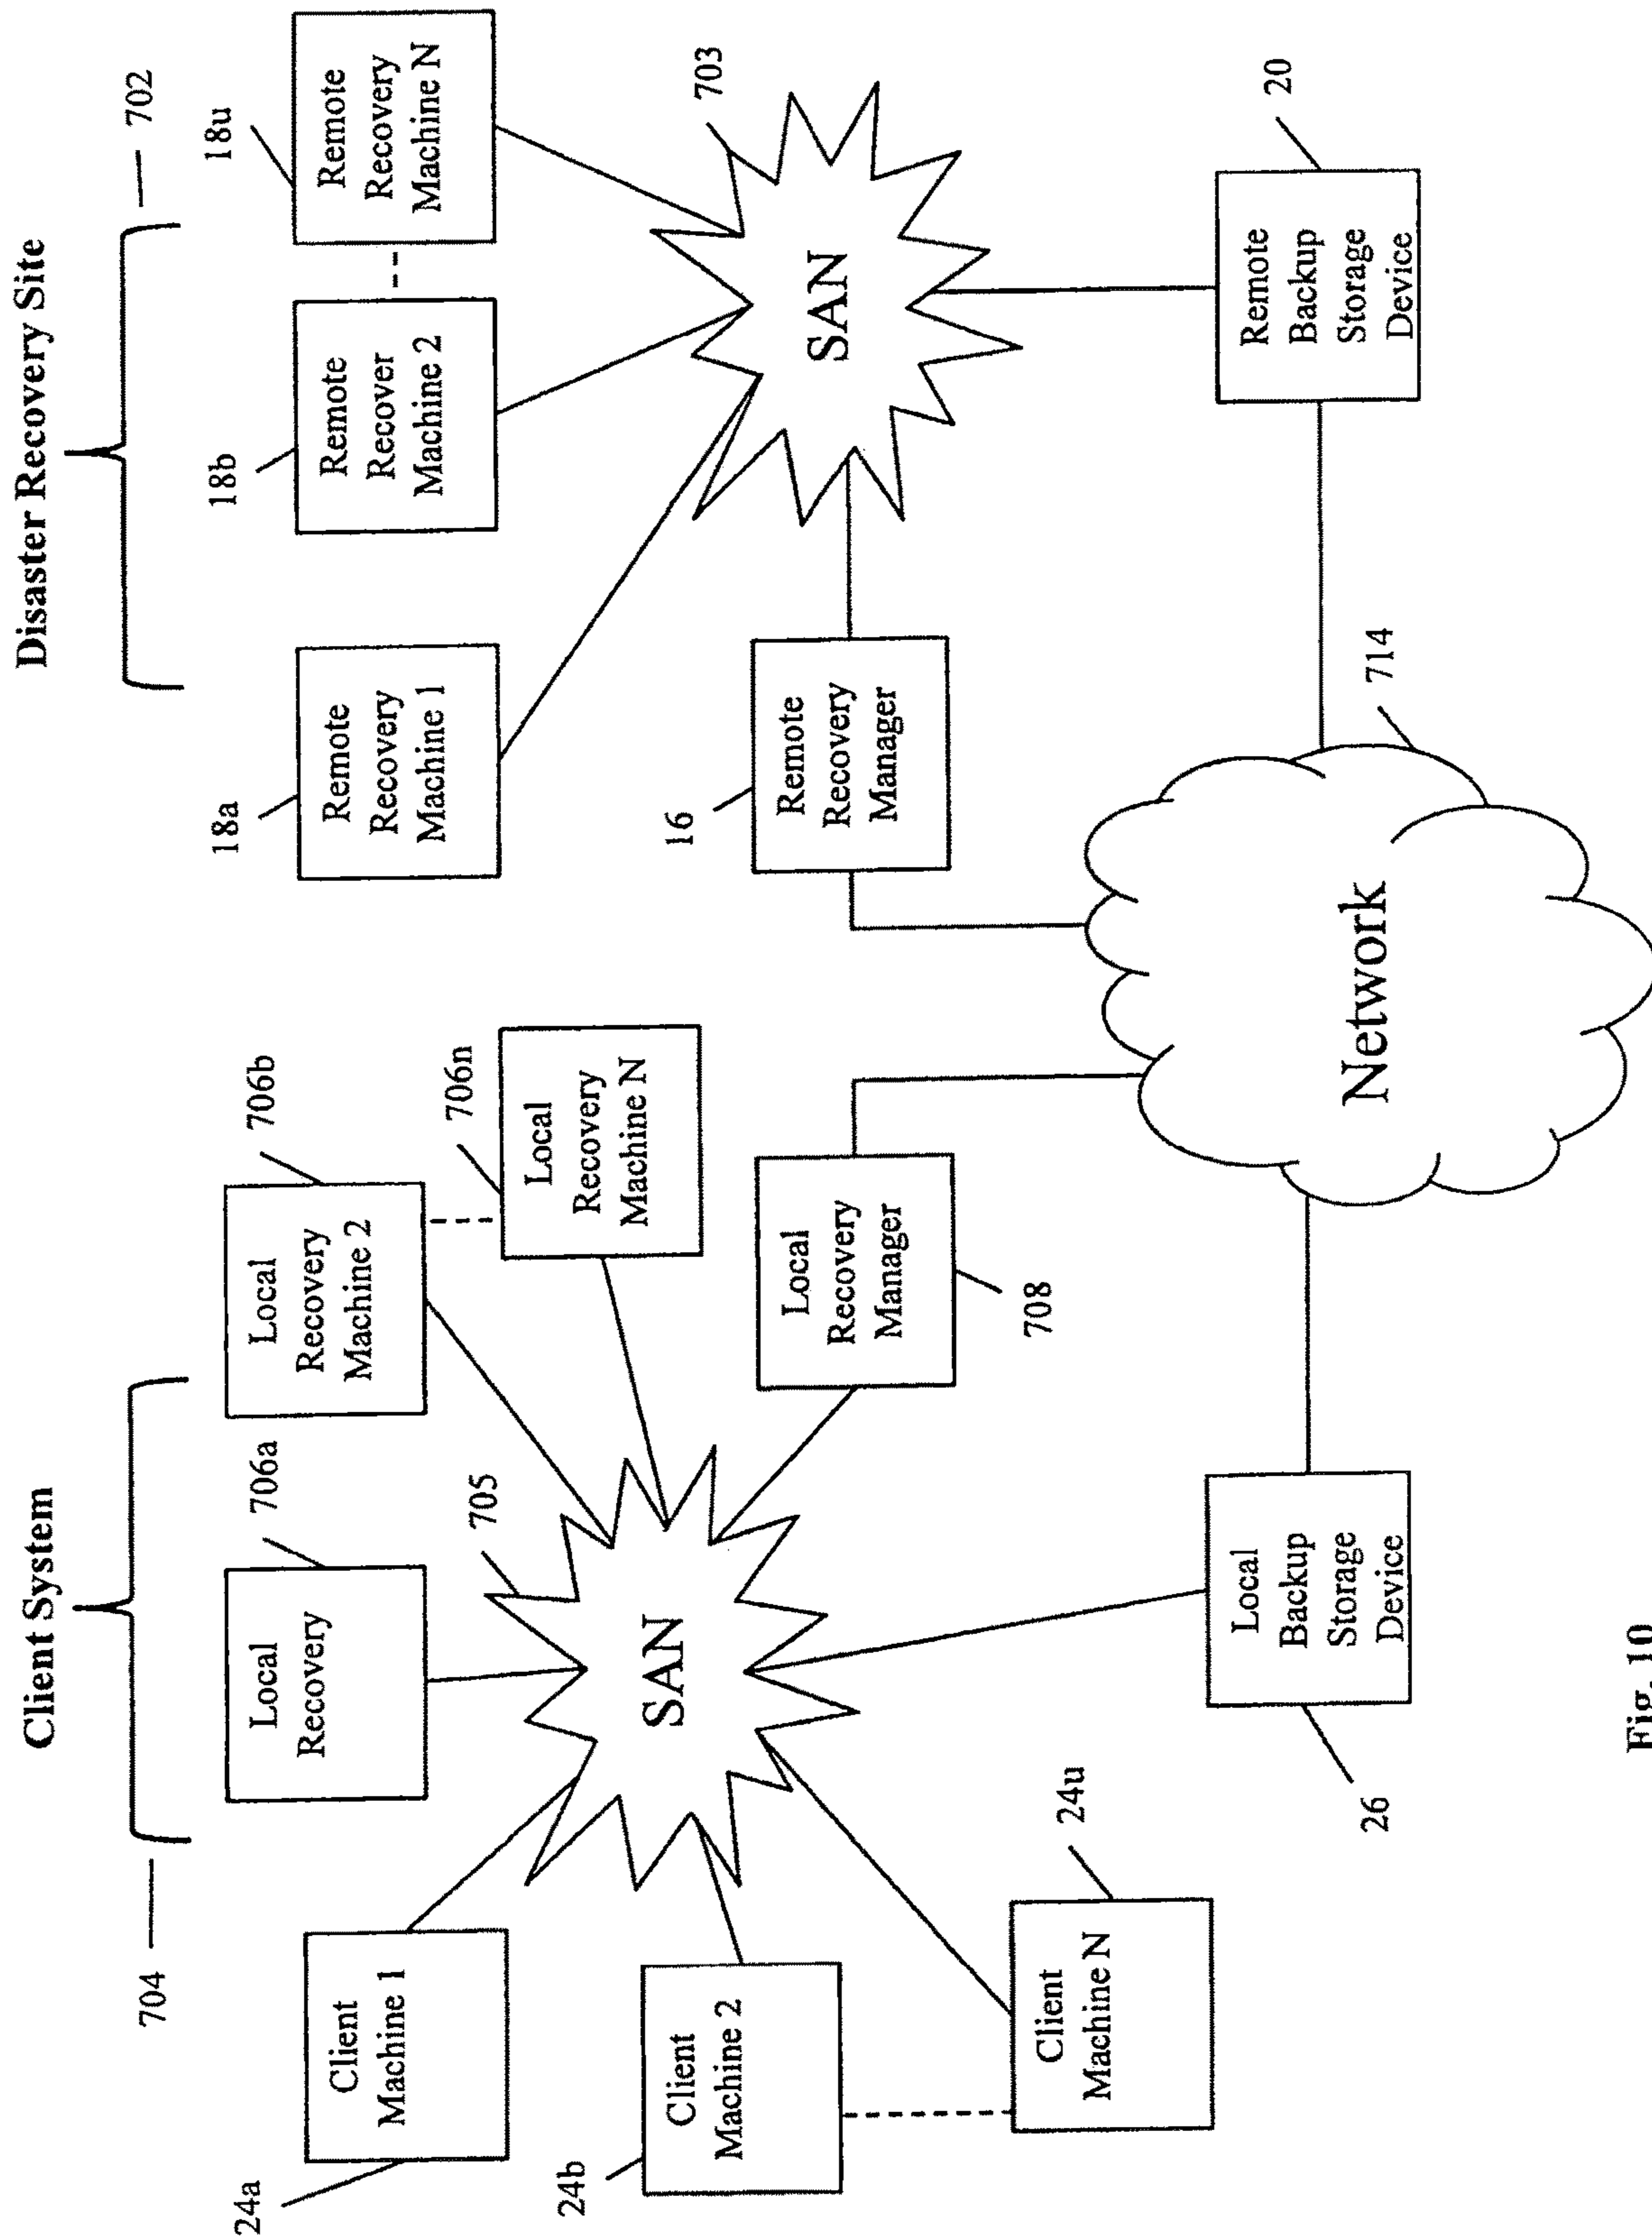 Client System
Disaster Recovery Site
704
702
24a
Client
Machine 1
24b
Client
Machine 2
24u
Client
Machine N
706a
Local
Recovery
706b
Local
Recovery
Machine 2
706n
Local
Recovery
Machine N
705
SAN
Local
Recovery
Manager
708
26
Local
Backup
Storage
Device
18a
Remote
Recovery
Machine 1
18b
Remote
Recover
Machine 2
18u
Remote
Recovery
Machine N
703
SAN
16
Remote
Recovery
Manager
20
Remote
Backup
Storage
Device
714
Network
Fig. 10